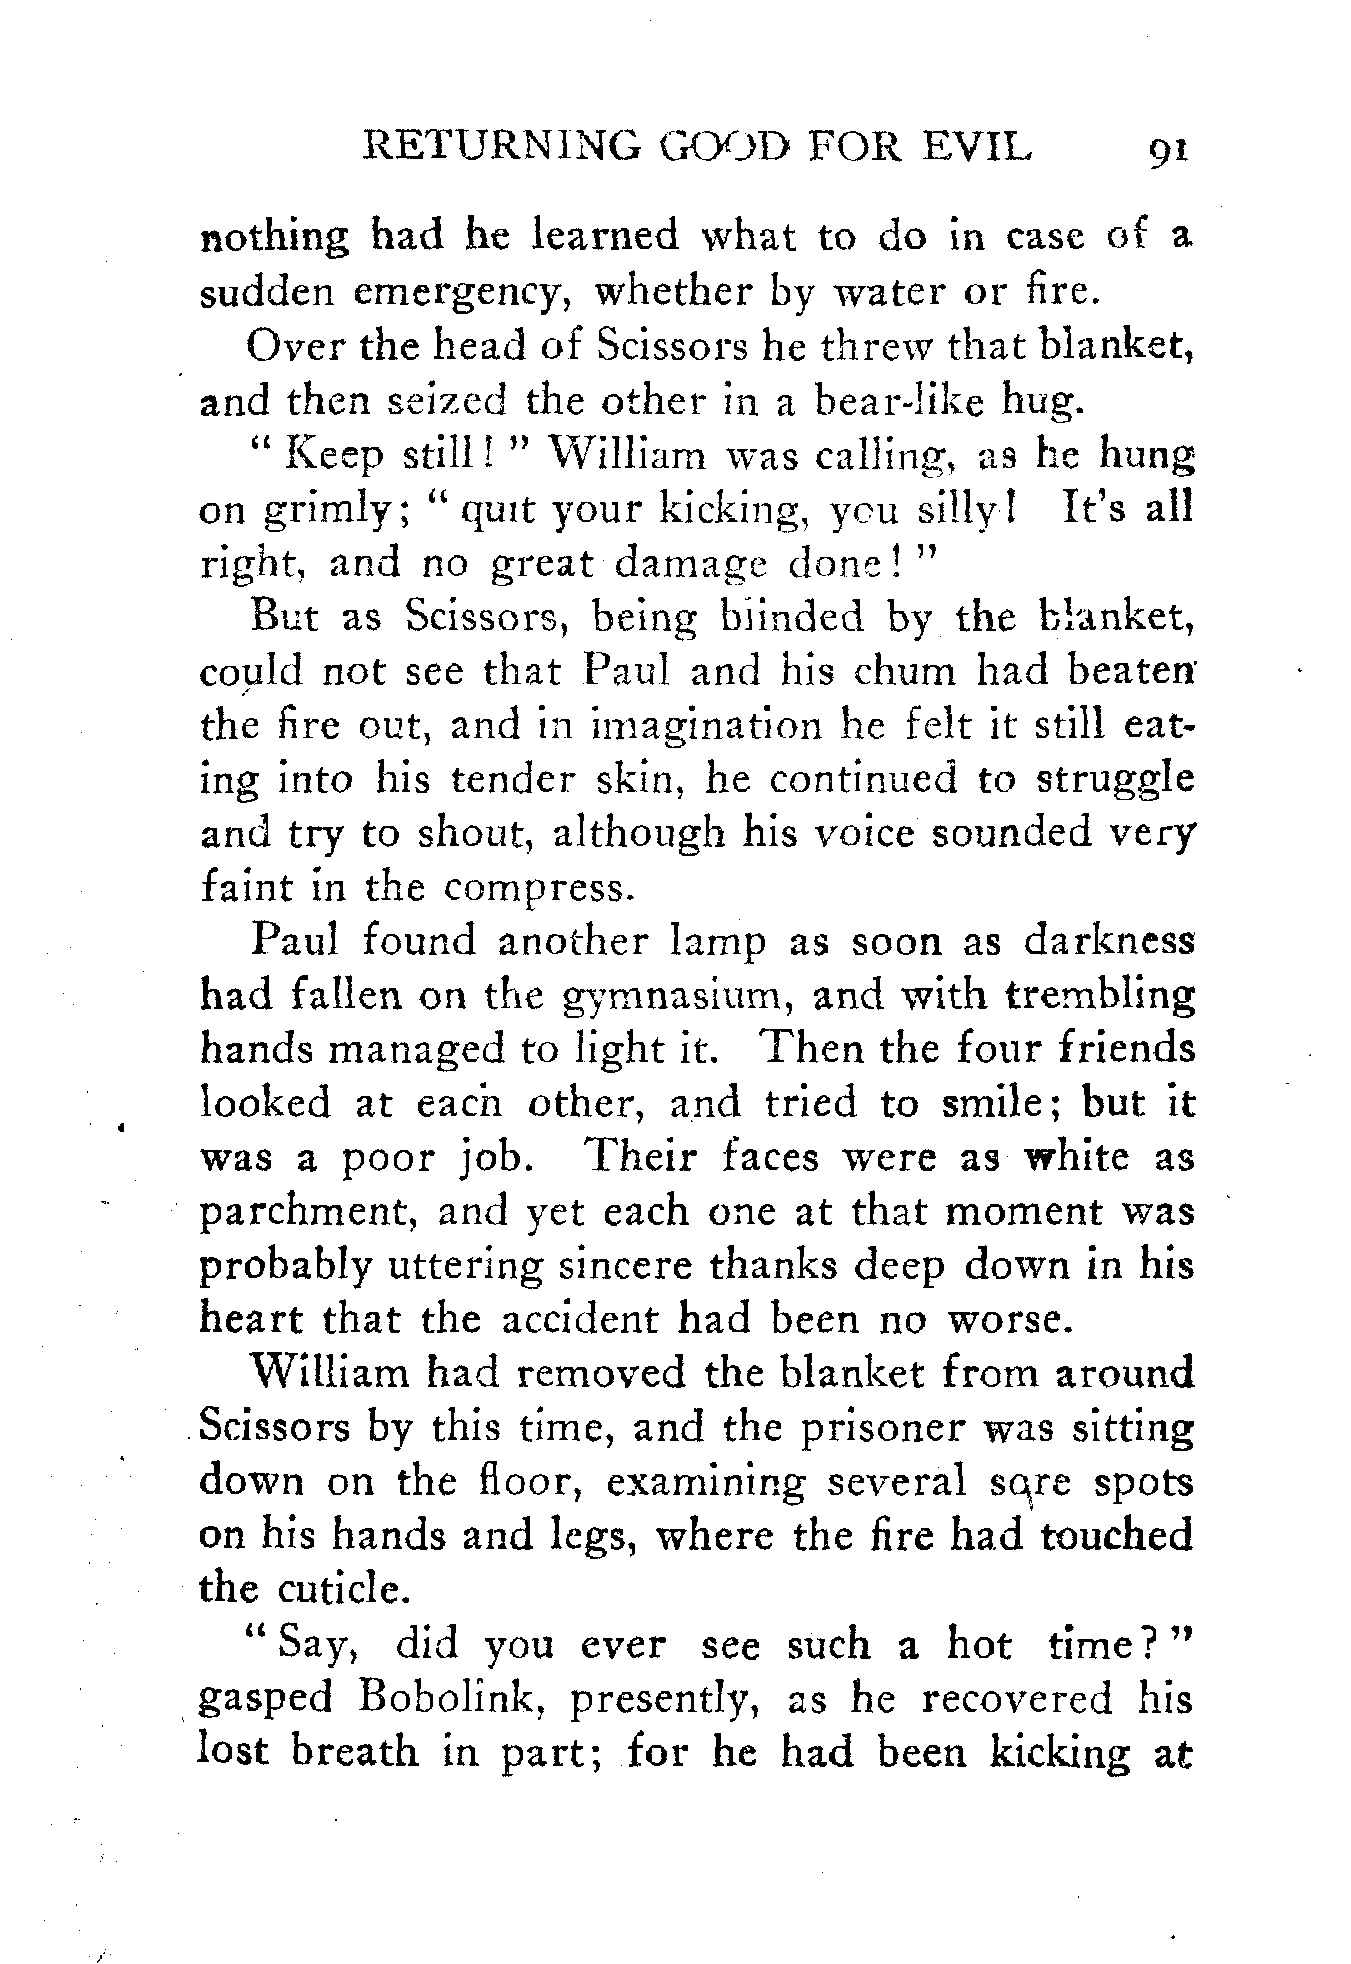 RETURNING GOOD FOR EVIL 91
nothing had he learned what to do in case of a
sudden emergency, whether by water or fire.
Over the head of Scissors he threw that blanket,
and then seized the other in a bear-like hug.
“ Keep still! ” William was calling, as he hung
on grimly; “ quit your kicking, you silly! It's all
right, and no great damage done! ”
But as Scissors, being blinded by the blanket,
could not see that Paul and his chum had beaten
the fire out, and in imagination he felt it still eat-
ing into his tender skin, he continued to struggle
and try to shout, although his voice sounded very
faint in the compress.
Paul found another lamp as soon as darkness
had fallen on the gymnasium, and with trembling
hands managed to light it. Then the four friends
looked at each other, and tried to smile; but it
was a poor job. Their faces were as white as
parchment, and yet each one at that moment was
probably uttering sincere thanks deep down in his
heart that the accident had been no worse.
William had removed the blanket from around
Scissors by this time, and the prisoner was sitting
down on the floor, examining several sore spots
on his hands and legs, where the fire had touched
the cuticle.
“ Say, did you ever see such a hot time? ”
gasped Bobolink, presently, as he recovered his
lost breath in part; for he had been kicking at